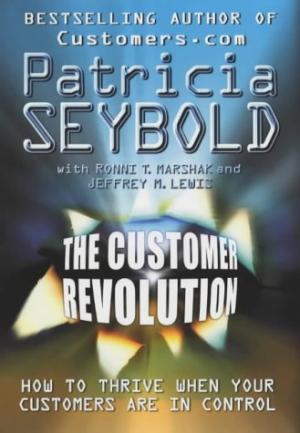 BESTSELLING AUTHOR OF
Customers.com
Patricia
SEYBOLD
with RONNI T. MARSHAK and
JEFFREY M. LEWIS
THE CUSTOMER
REVOLUTION
HOW TO THRIVE WHEN YOUR
CUSTOMERS ARE IN CONTROL